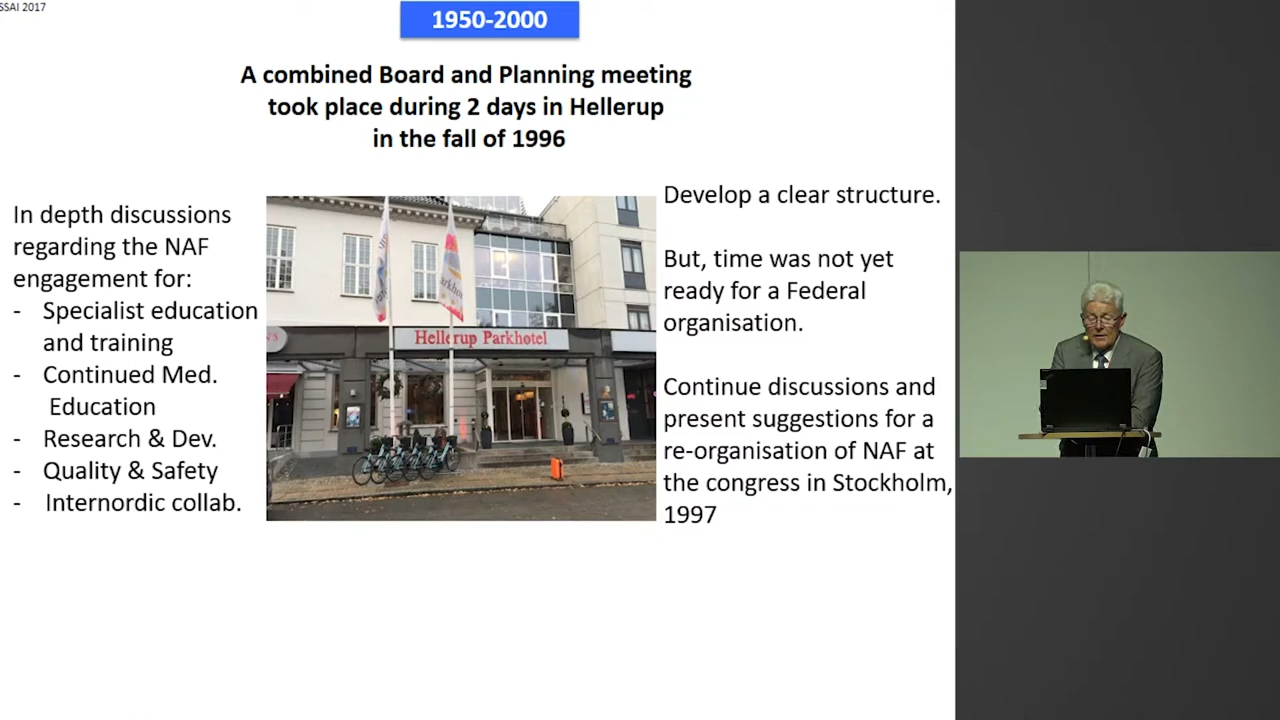 SSAI 2017
1950-2000
A combined Board and Planning meeting
took place during 2 days in Hellerup
in the fall of 1996
In depth discussions
regarding the NAF
engagement for:
- Specialist education
and training
- Continued Med.
Education
- Research & Dev.
- Quality & Safety
- Internordic collab.
Hellerup Parkhotel
Develop a clear structure.
But, time was not yet
ready for a Federal
organisation.
Continue discussions and
present suggestions for a
re-organisation of NAF at
the congress in Stockholm,
1997